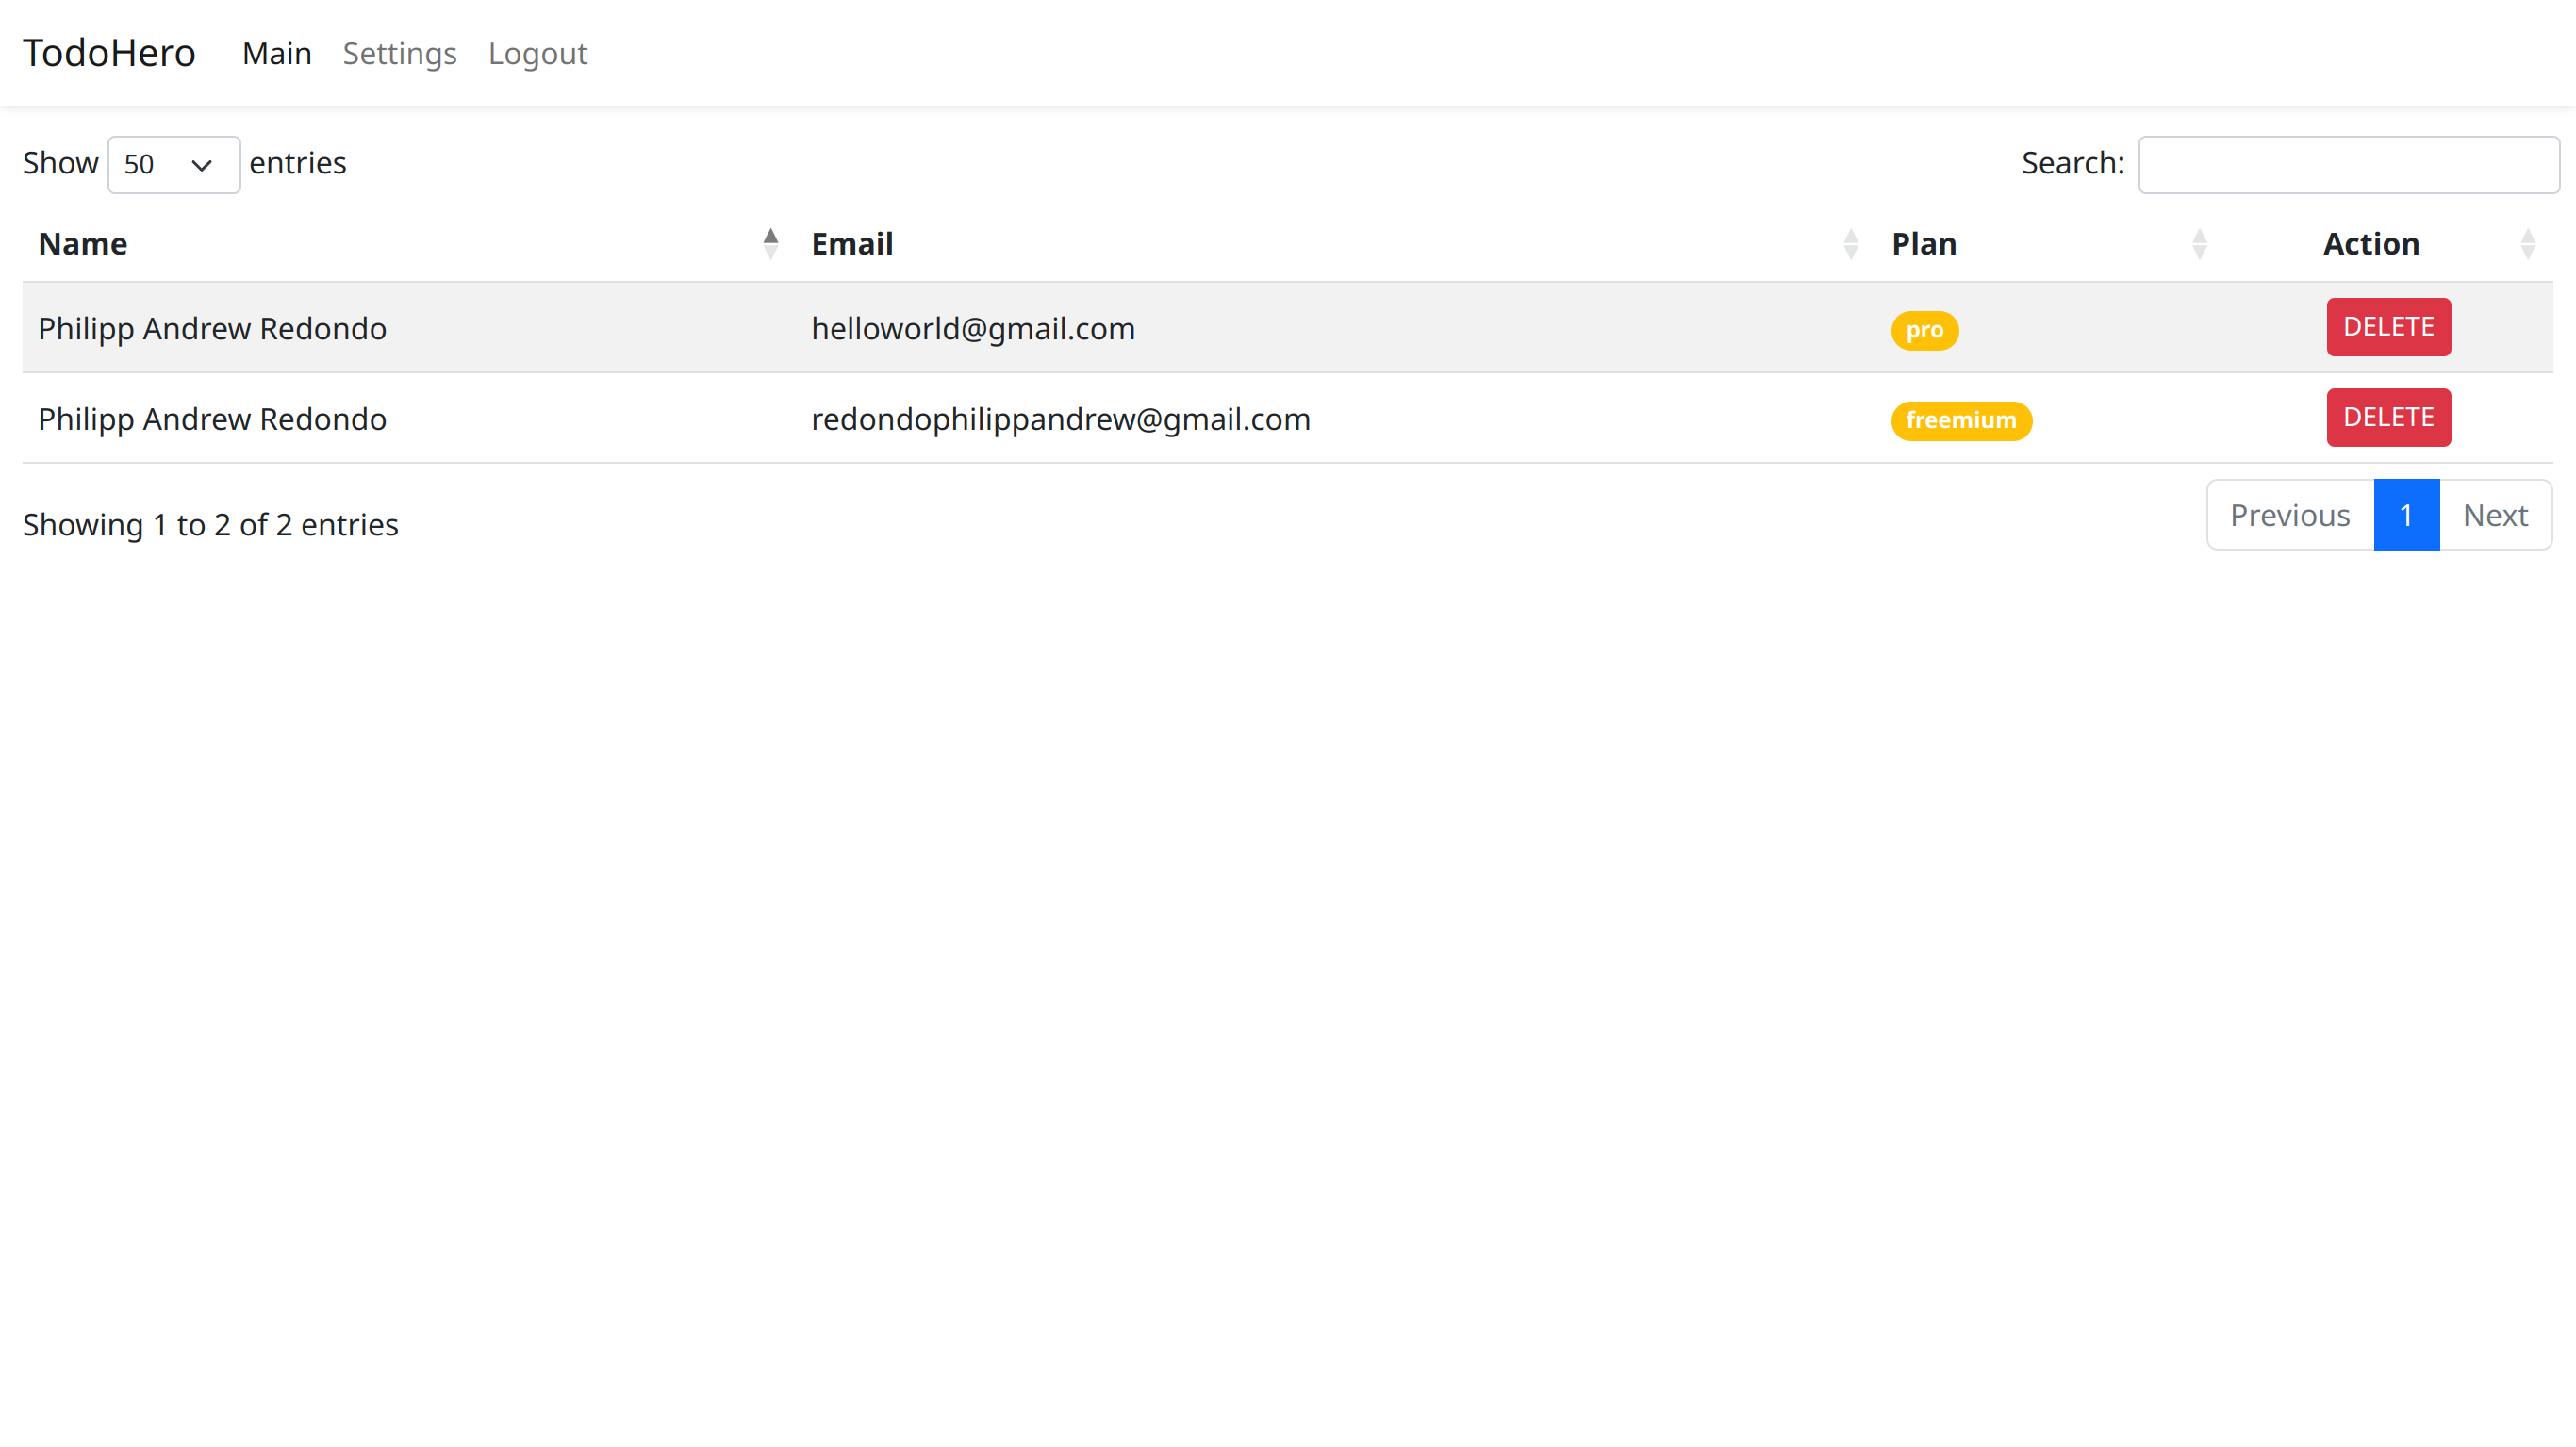 TodoHero Main Settings Logout
Show 50 entries Search:
Name Email Plan Action
Philipp Andrew Redondo helloworld@gmail.com pro DELETE
Philipp Andrew Redondo redondophilippandrew@gmail.com freemium DELETE
Showing 1 to 2 of 2 entries Previous 1 Next